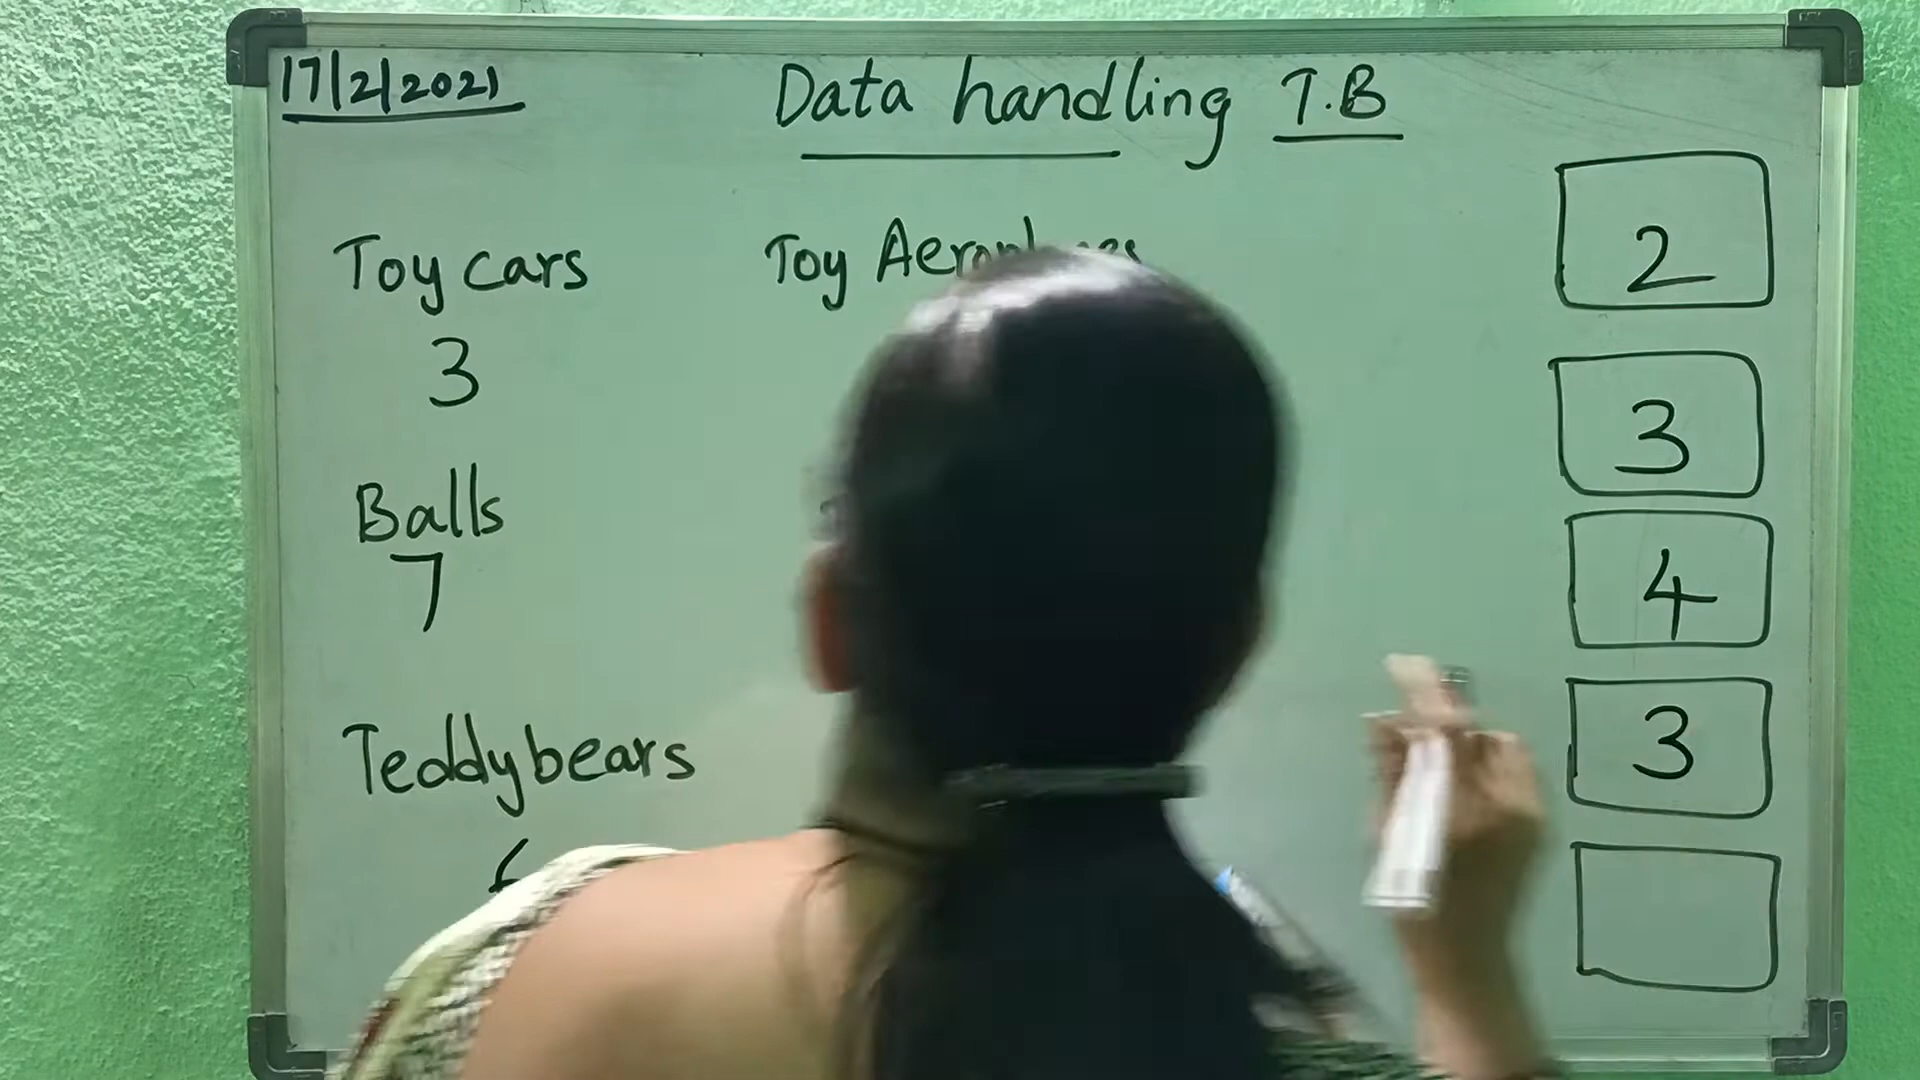 17/2/2021
Data handling T.B
Toy cars
3
Toy
Balls
7
Teddybears
2
3
4
3